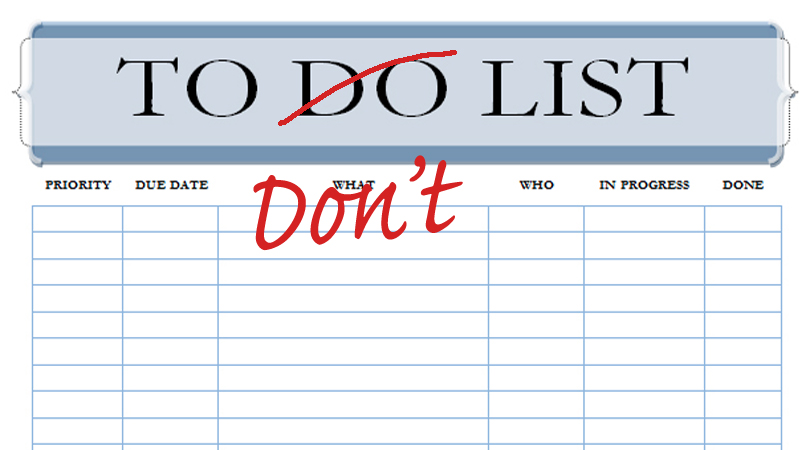 TO DO LIST
Don't
PRIORITY DUE DATE WHAT WHO IN PROGRESS DONE